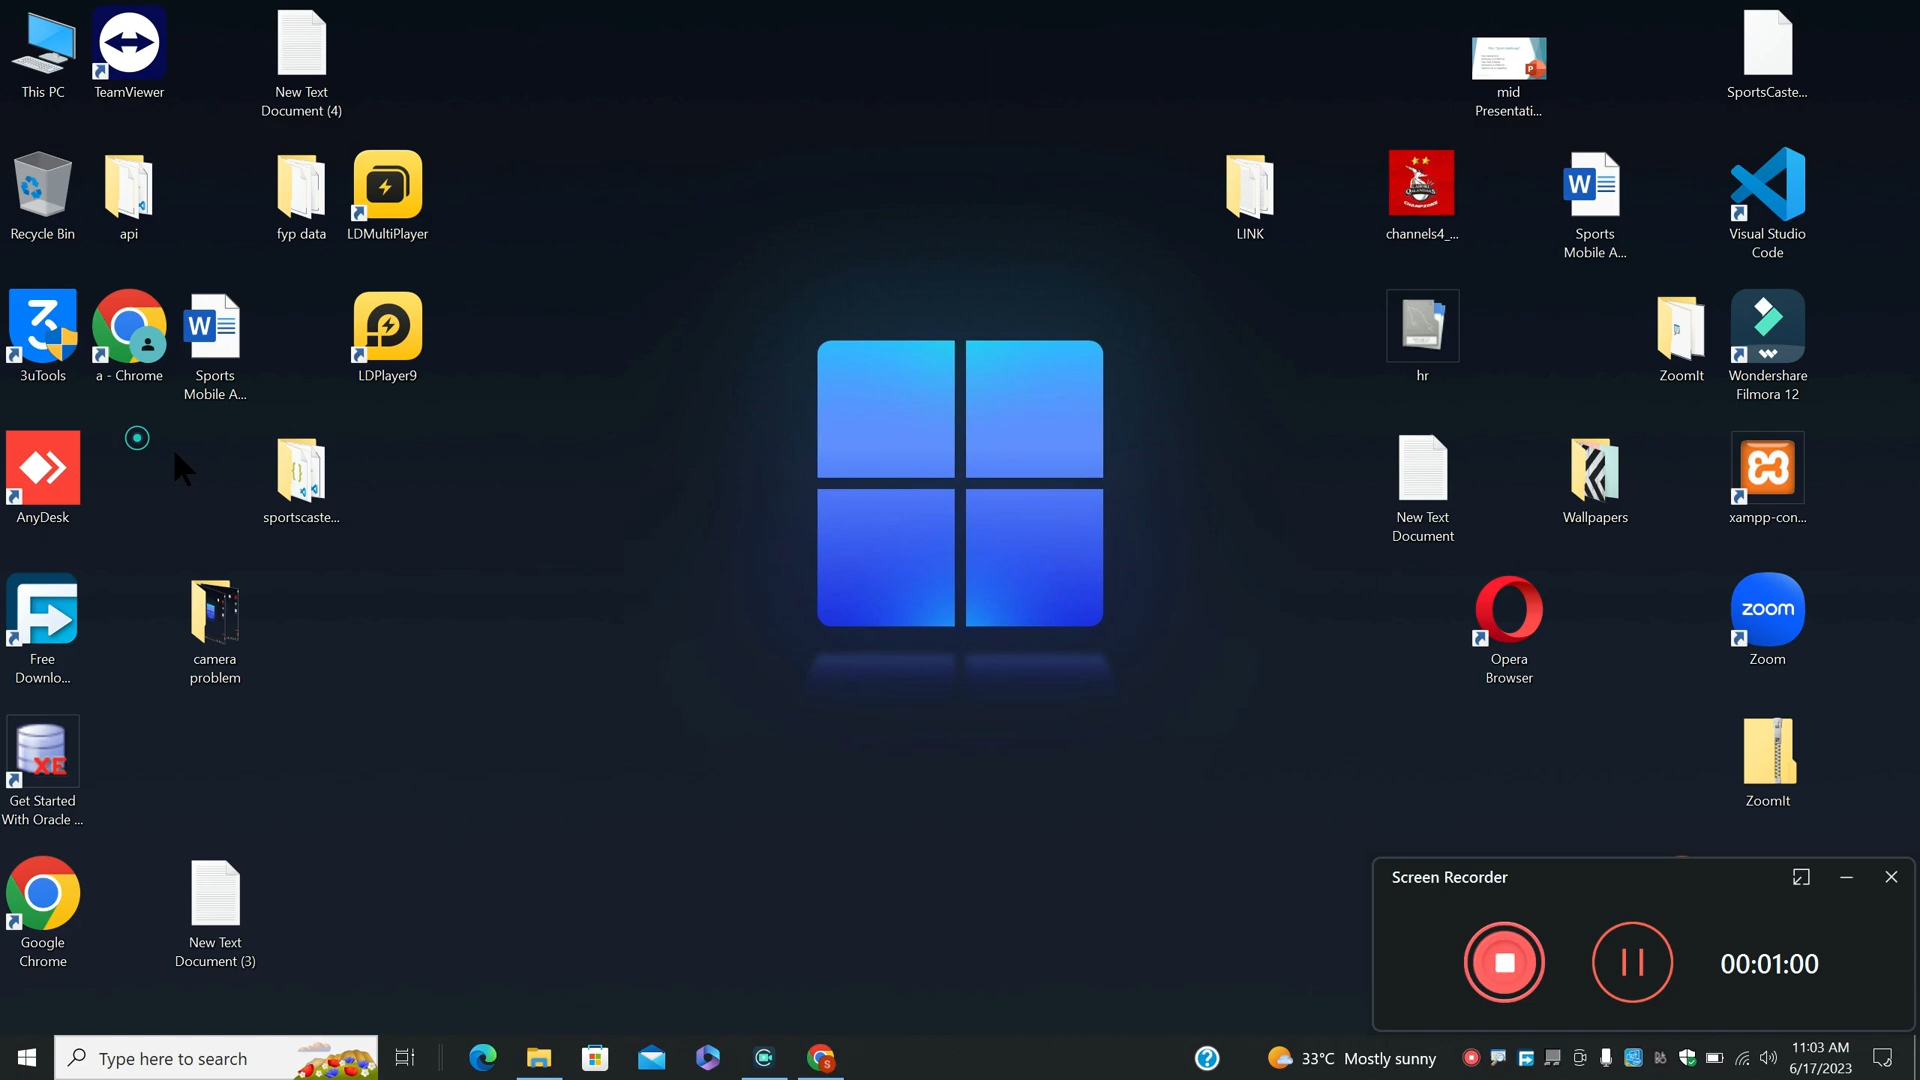 This PC
TeamViewer
New Text
Document (4)
mid
Presentati...
SportsCaste...
Recycle Bin
api
fyp data
LDMultiPlayer
LINK
channels4_...
Sports
Mobile A...
Visual Studio
Code
3uTools
a - Chrome
Sports
Mobile A...
LDPlayer9
hr
ZoomIt
Wondershare
Filmora 12
AnyDesk
sportscaste...
New Text
Document
Wallpapers
xampp-con...
Free
Downlo...
camera
problem
Opera
Browser
zoom
Zoom
XE
Get Started
With Oracle ...
ZoomIt
Google
Chrome
New Text
Document (3)
Screen Recorder
00:01:00
Type here to search
33°C Mostly sunny
11:03 AM
6/17/2023